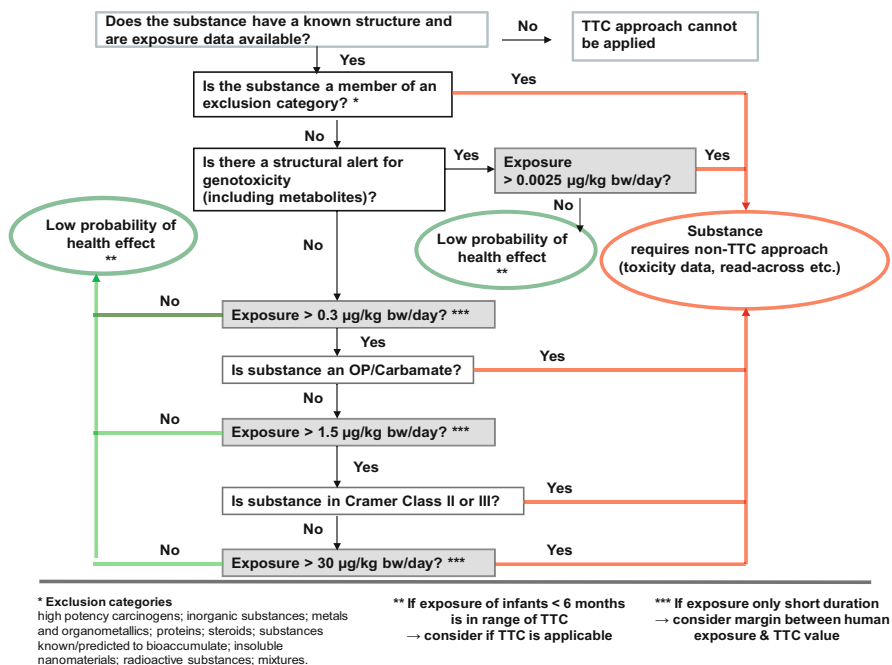 Does the substance have a known structure and
are exposure data available?
No
TTC approach cannot
be applied
Yes
Is the substance a member of an
exclusion category? *
Yes
No
Is there a structural alert for
genotoxicity
(including metabolites)?
Yes
Exposure
> 0.0025 µg/kg bw/day?
Yes
No
Low probability of
health effect
**
No
Low probability of
health effect
**
Substance
requires non-TTC approach
(toxicity data, read-across etc.)
No
Exposure > 0.3 µg/kg bw/day? ***
Yes
Is substance an OP/Carbamate?
Yes
No
No
Exposure > 1.5 µg/kg bw/day? ***
Yes
Is substance in Cramer Class II or III?
Yes
No
No
Exposure > 30 µg/kg bw/day? ***
Yes
* Exclusion categories
high potency carcinogens; inorganic substances; metals
and organometallics; proteins; steroids; substances
known/predicted to bioaccumulate; insoluble
nanomaterials; radioactive substances; mixtures.
** If exposure of infants < 6 months
is in range of TTC
→ consider if TTC is applicable
*** If exposure only short duration
→ consider margin between human
exposure & TTC value